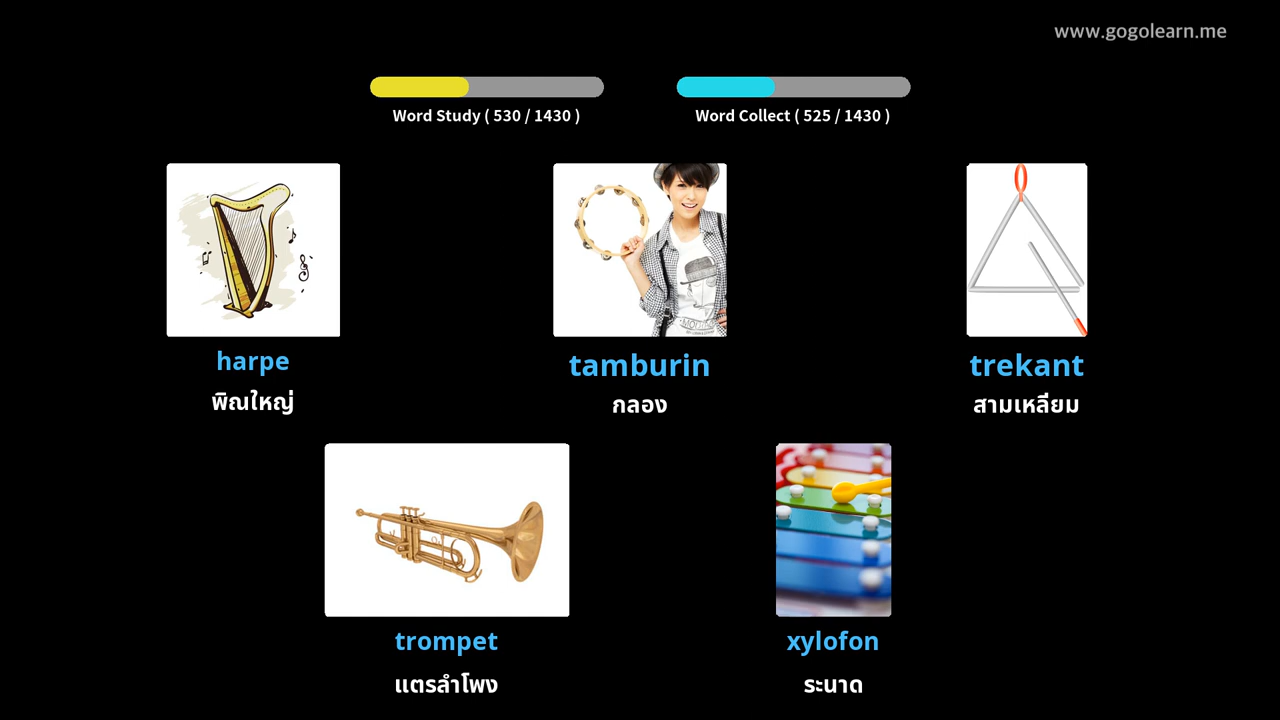 www.gogolearn.me
Word Study ( 530 / 1430 )
Word Collect ( 525 / 1430 )
harpe
พิณใหญ่
tamburin
กลอง
trekant
สามเหลี่ยม
trompet
แตรลำโพง
xylofon
ระนาด